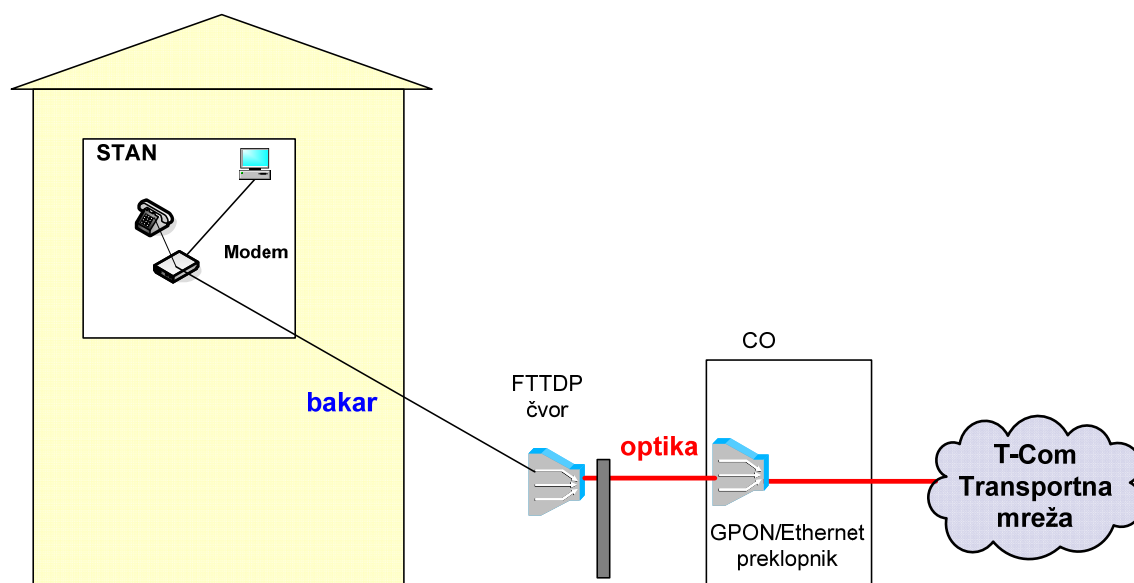 STAN
Modem
bakar
FTTDP
čvor
optika
CO
GPON/Ethernet
preklopnik
T-Com
Transportna
mreža